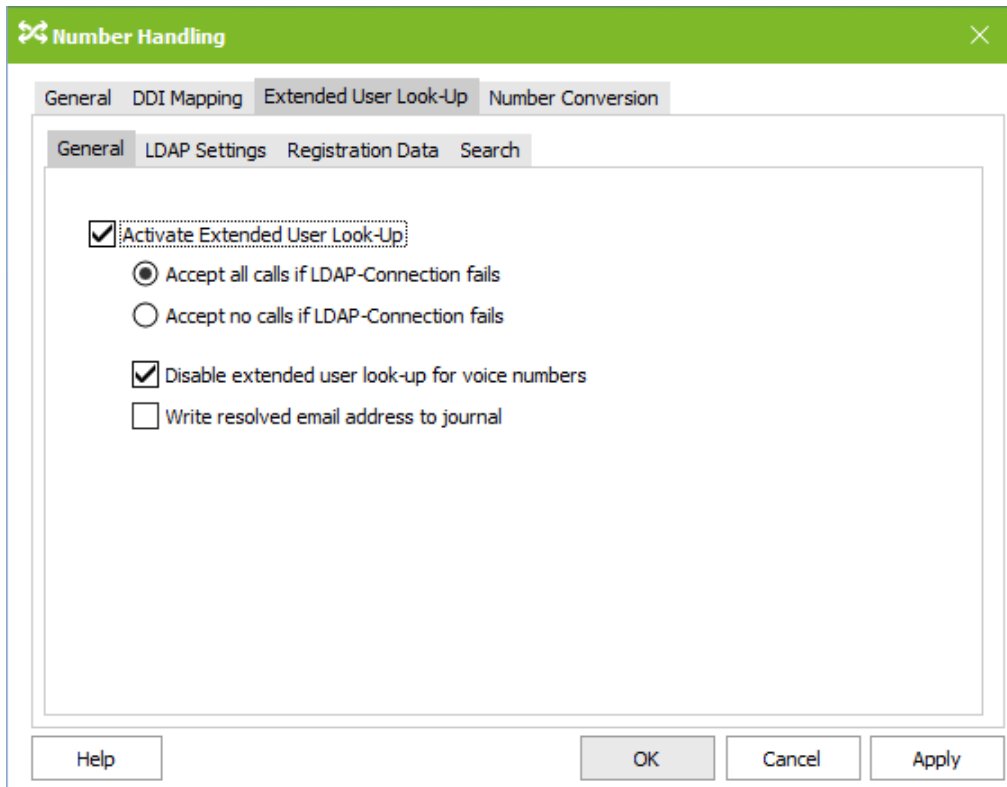 Number Handling
General DDI Mapping Extended User Look-Up Number Conversion
General LDAP Settings Registration Data Search
Activate Extended User Look-Up
Accept all calls if LDAP-Connection fails
Accept no calls if LDAP-Connection fails
Disable extended user look-up for voice numbers
Write resolved email address to journal
Help OK Cancel Apply